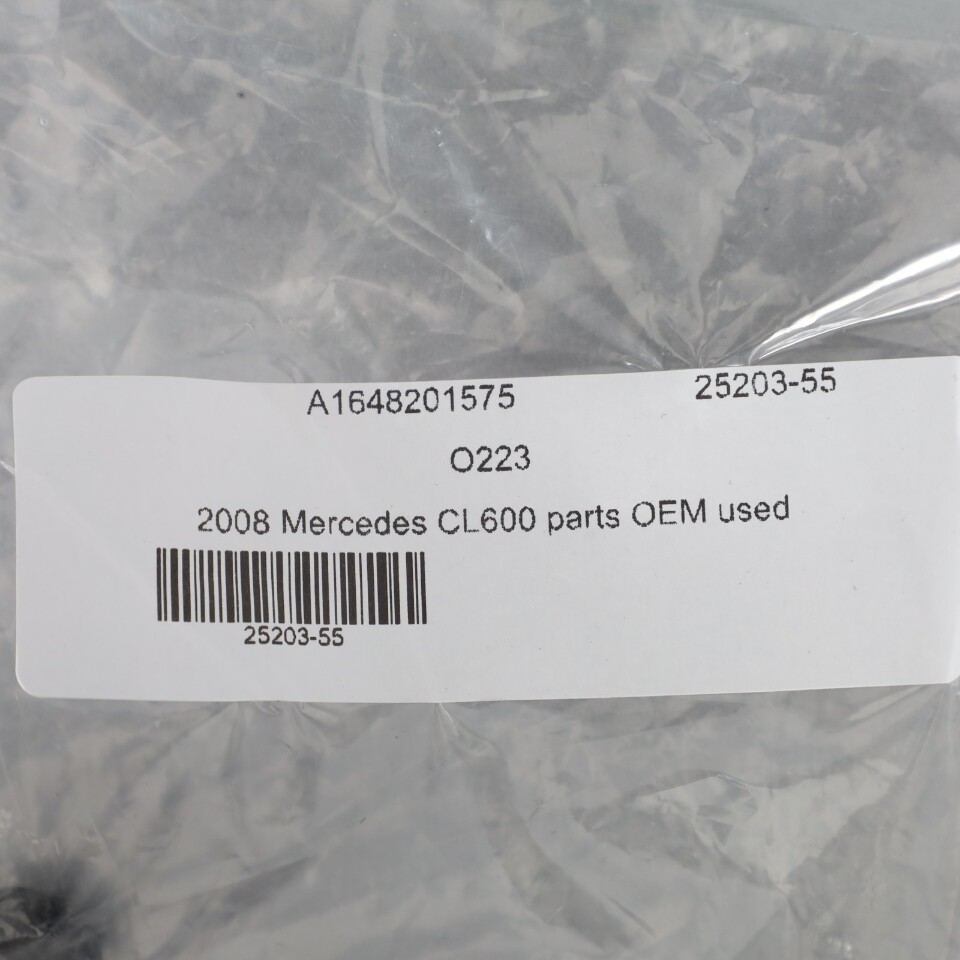 A1648201575 25203-55
O223
2008 Mercedes CL600 parts OEM used
25203-55